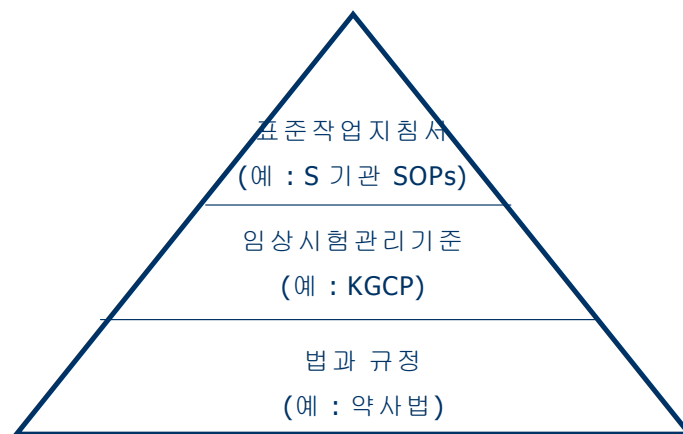 표준작업지침서
(예 : S 기관 SOPs)
임상시험관리기준
(예 : KGCP)
법과 규정
(예 : 약사법)